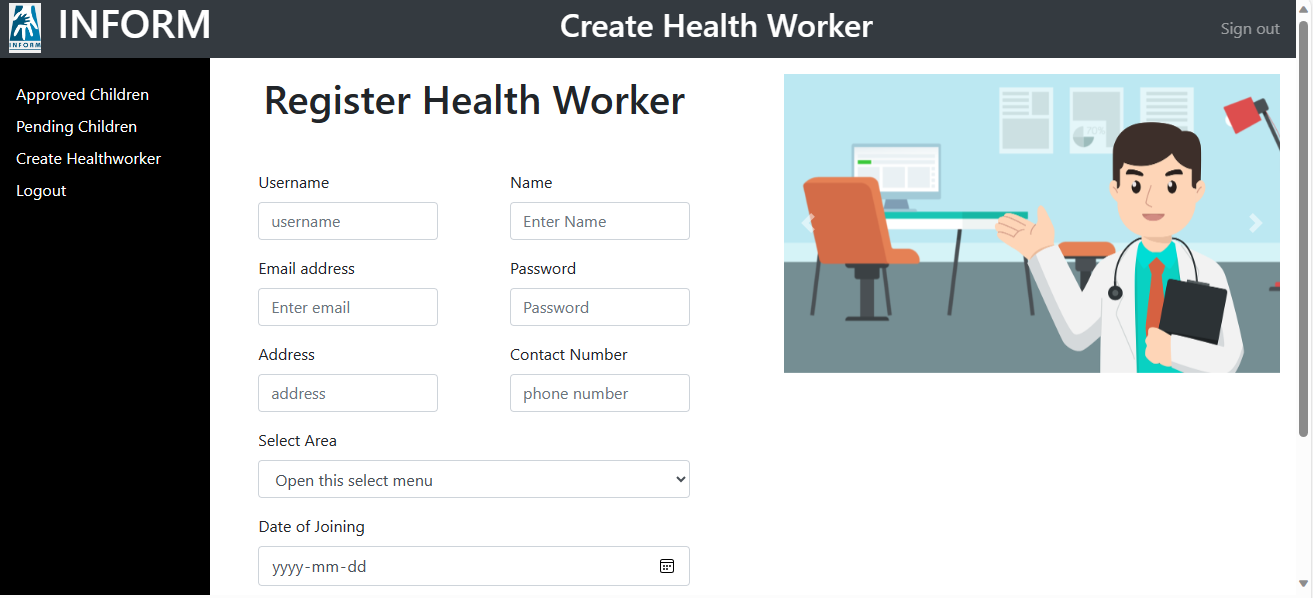 INFORM
INFORM
Create Health Worker
Sign out
Approved Children
Pending Children
Create Healthworker
Logout
Register Health Worker
Username
Name
username
Enter Name
Email address
Password
Enter email
Password
Address
Contact Number
address
phone number
Select Area
Open this select menu
Date of Joining
yyyy-mm-dd
70%